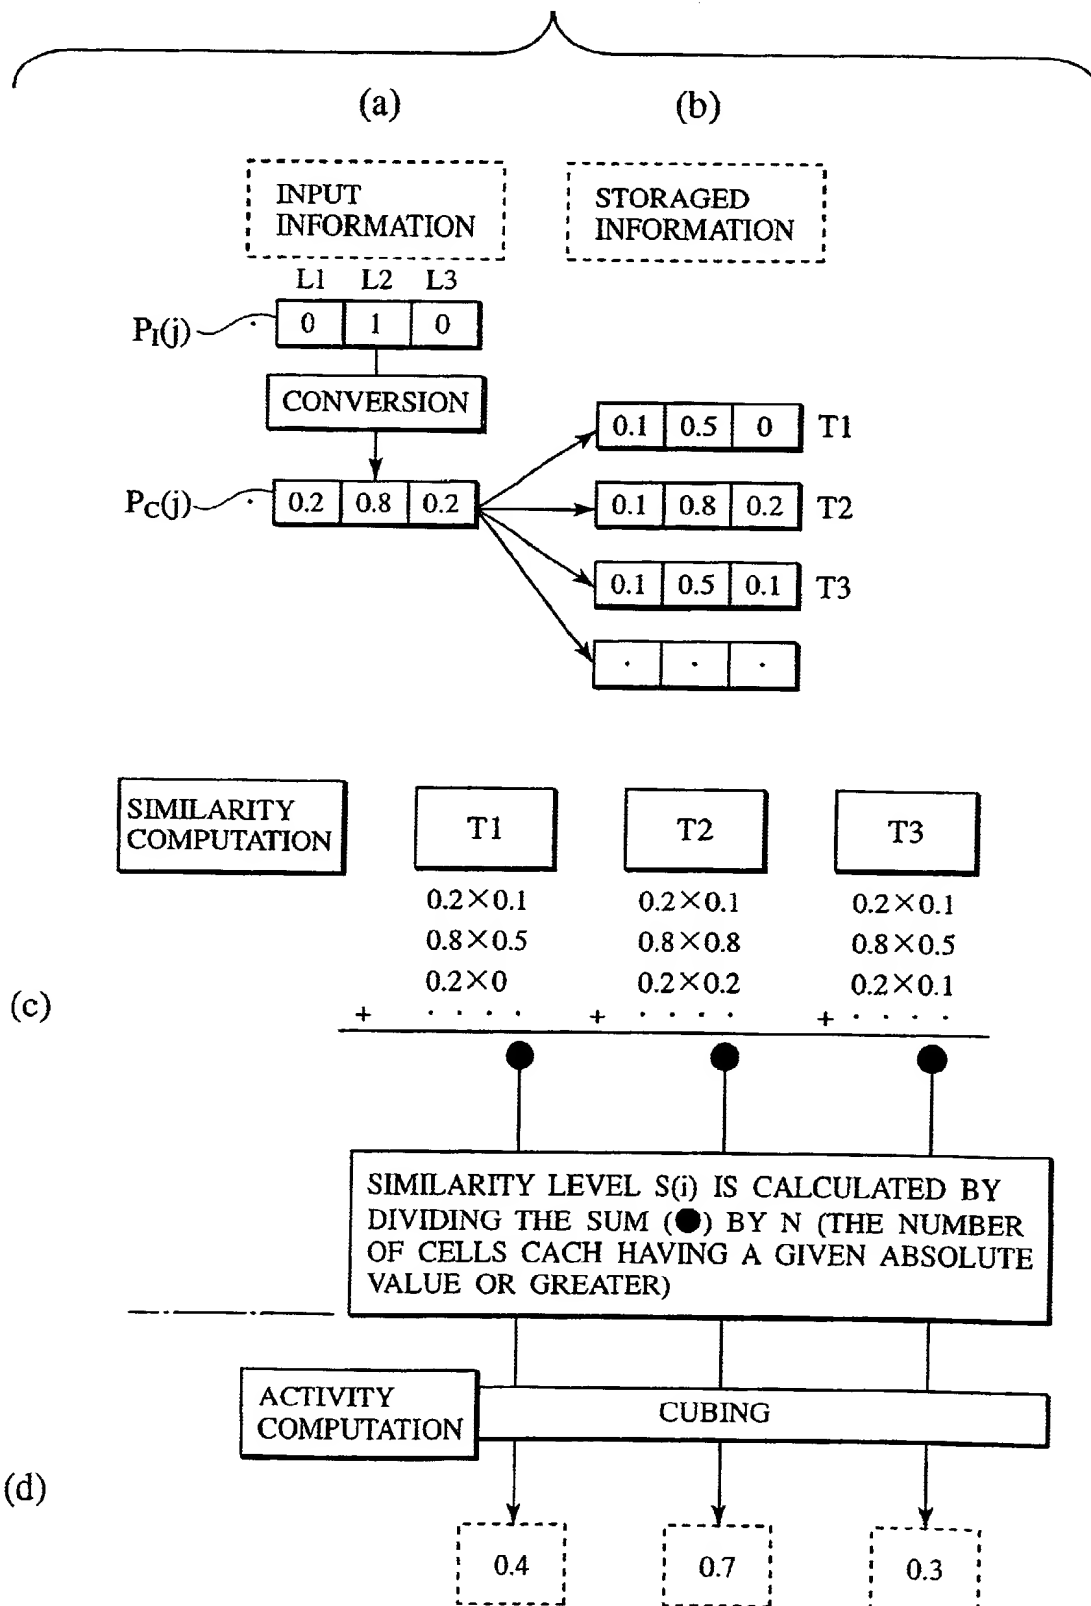 (a) (b)
INPUT
INFORMATION
STORAGED
INFORMATION
L1 L2 L3
PI(j) 0 1 0
CONVERSION
0.1 0.5 0 T1
PC(j) 0.2 0.8 0.2
0.1 0.8 0.2 T2
0.1 0.5 0.1 T3
. . .
SIMILARITY
COMPUTATION
T1 T2 T3
0.2×0.1 0.2×0.1 0.2×0.1
0.8×0.5 0.8×0.8 0.8×0.5
0.2×0 0.2×0.2 0.2×0.1
(c)
+ · · · · + · · · · + · · · ·
SIMILARITY LEVEL S(i) IS CALCULATED BY
DIVIDING THE SUM (●) BY N (THE NUMBER
OF CELLS CACH HAVING A GIVEN ABSOLUTE
VALUE OR GREATER)
ACTIVITY
COMPUTATION
CUBING
(d)
0.4 0.7 0.3